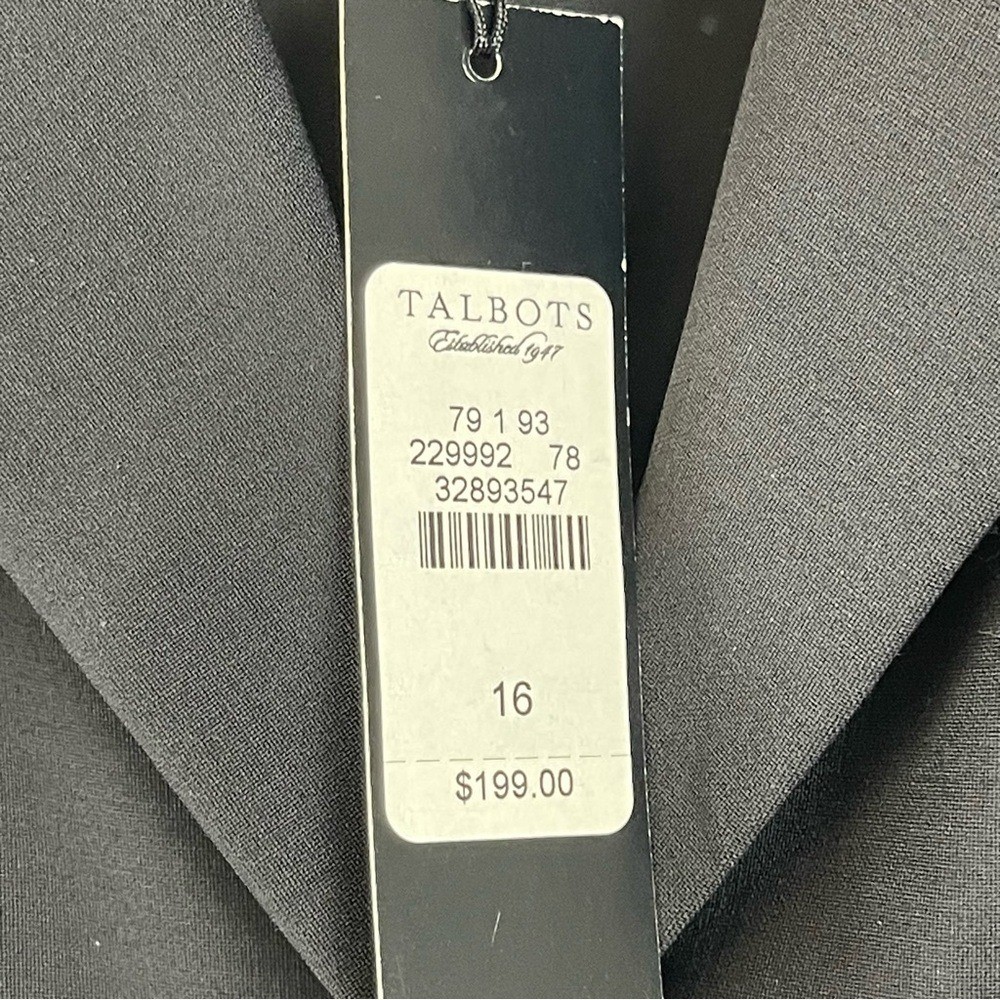 TALBOTS
Established 1947
79 1 93
229992 78
32893547
16
$199.00